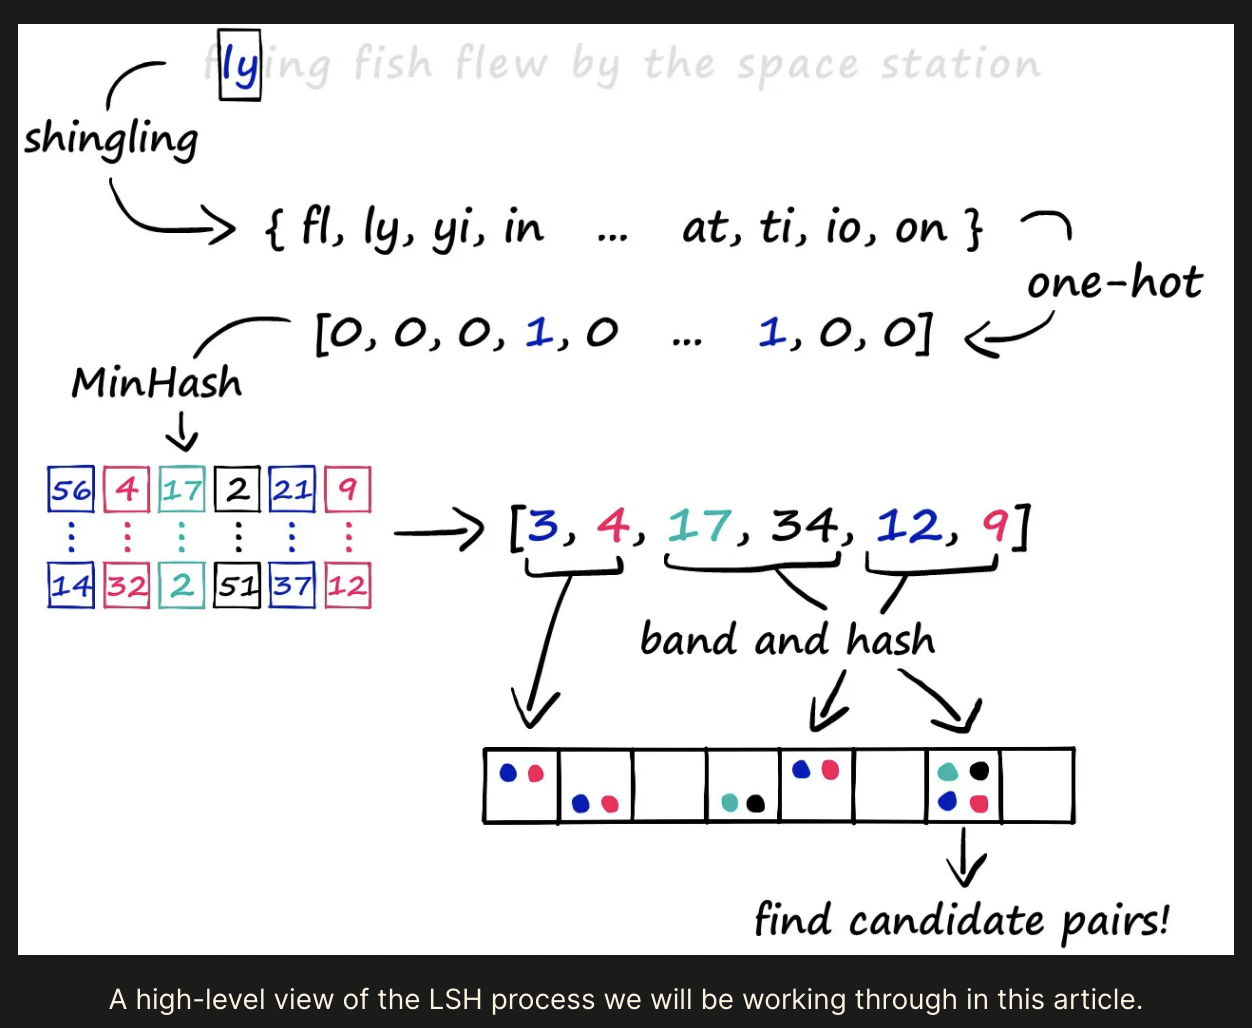 flying fish flew by the space station
shingling
{ fl, ly, yi, in ... at, ti, io, on }
one-hot
[0, 0, 0, 1, 0 ... 1, 0, 0]
MinHash
56 4 17 2 21 9
14 32 2 51 37 12
[3, 4, 17, 34, 12, 9]
band and hash
find candidate pairs!
A high-level view of the LSH process we will be working through in this article.